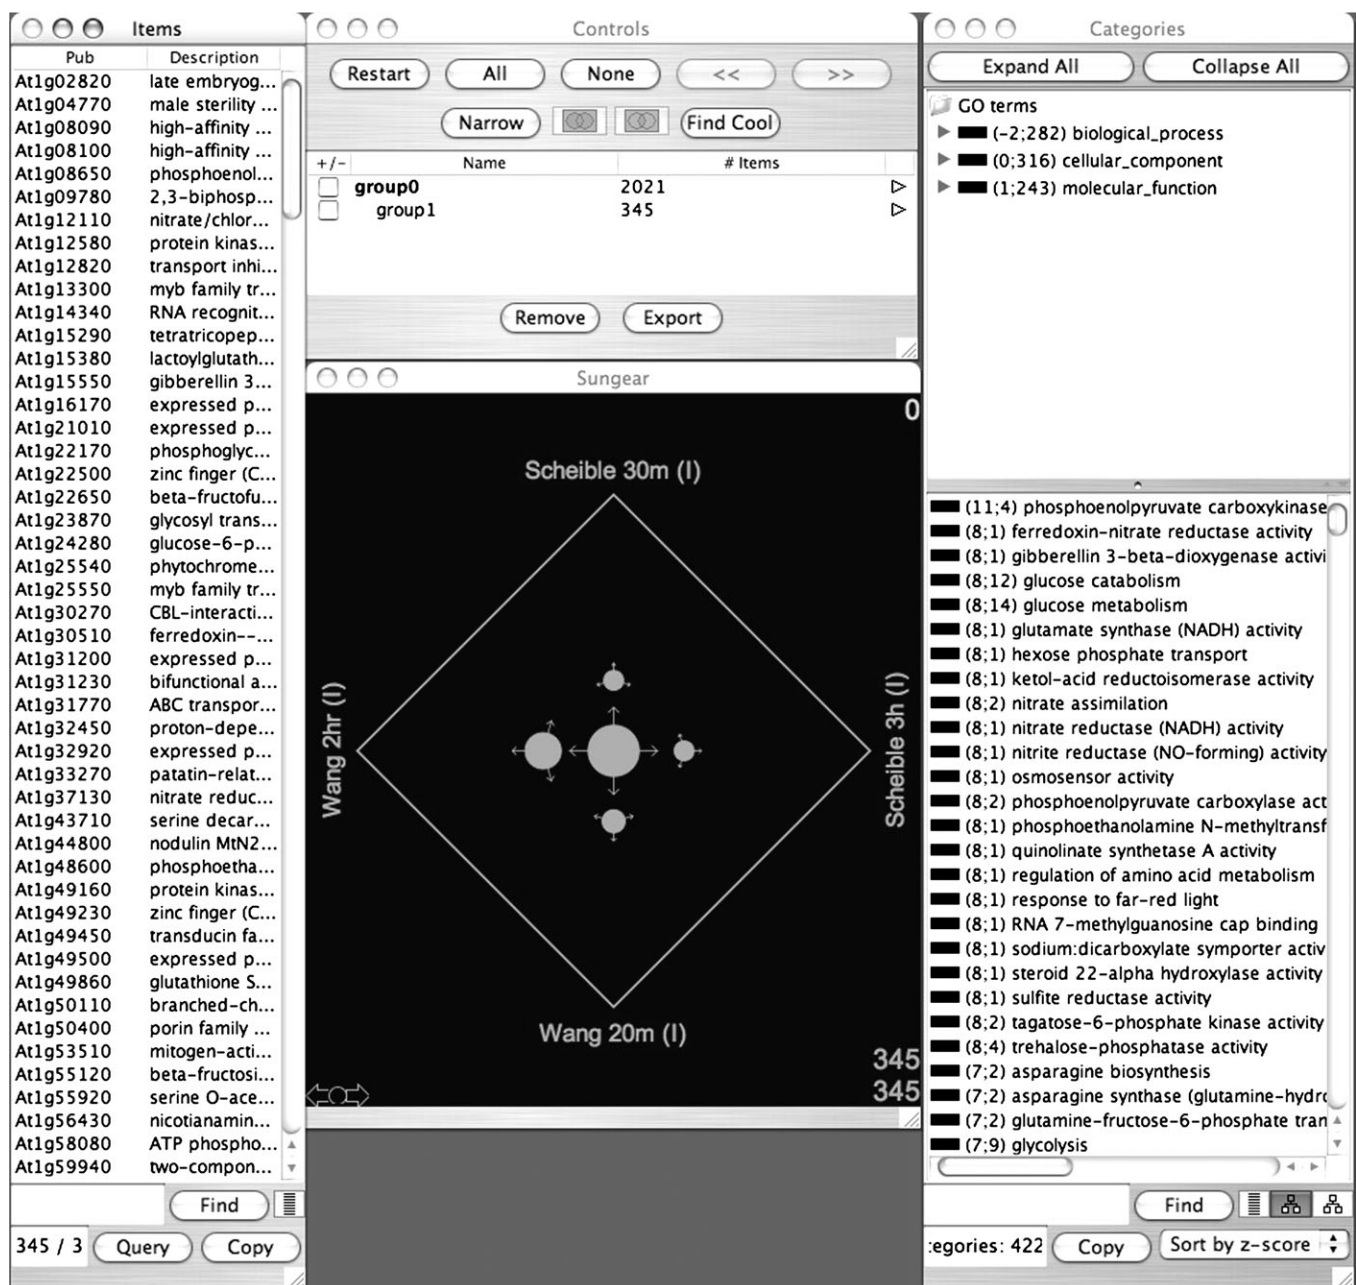 Items
Pub Description
At1g02820 late embryog...
At1g04770 male sterility ...
At1g08090 high-affinity ...
At1g08100 high-affinity ...
At1g08650 phosphoenol...
At1g09780 2,3-biphosp...
At1g12110 nitrate/chlor...
At1g12580 protein kinas...
At1g12820 transport inhi...
At1g13300 myb family tr...
At1g14340 RNA recognit...
At1g15290 tetratricopep...
At1g15380 lactoylglutath...
At1g15550 gibberellin 3...
At1g16170 expressed p...
At1g21010 expressed p...
At1g22170 phosphoglyc...
At1g22500 zinc finger (C...
At1g22650 beta-fructofu...
At1g23870 glycosyl trans...
At1g24280 glucose-6-p...
At1g25540 phytochrome...
At1g25550 myb family tr...
At1g30270 CBL-interacti...
At1g30510 ferredoxin--...
At1g31200 expressed p...
At1g31230 bifunctional a...
At1g31770 ABC transpor...
At1g32450 proton-depe...
At1g32920 expressed p...
At1g33270 patatin-relat...
At1g37130 nitrate reduc...
At1g43710 serine decar...
At1g44800 nodulin MtN2...
At1g48600 phosphoetha...
At1g49160 protein kinas...
At1g49230 zinc finger (C...
At1g49450 transducin fa...
At1g49500 expressed p...
At1g49860 glutathione S...
At1g50110 branched-ch...
At1g50400 porin family ...
At1g53510 mitogen-acti...
At1g55120 beta-fructosi...
At1g55920 serine O-ace...
At1g56430 nicotianamin...
At1g58080 ATP phospho...
At1g59940 two-compon...
Find
345 / 3 Query Copy
Controls
Restart All None << >>
Narrow Find Cool
+/- Name # Items
group0 2021
group1 345
Remove Export
Sungear
0
Scheible 30m (I)
Wang 2hr (I)
Scheible 3h (I)
Wang 20m (I)
345
345
Categories
Expand All Collapse All
GO terms
(-2;282) biological_process
(0;316) cellular_component
(1;243) molecular_function
(11;4) phosphoenolpyruvate carboxykinase
(8;1) ferredoxin-nitrate reductase activity
(8;1) gibberellin 3-beta-dioxygenase activi
(8;12) glucose catabolism
(8;14) glucose metabolism
(8;1) glutamate synthase (NADH) activity
(8;1) hexose phosphate transport
(8;1) ketol-acid reductoisomerase activity
(8;2) nitrate assimilation
(8;1) nitrate reductase (NADH) activity
(8;1) nitrite reductase (NO-forming) activity
(8;1) osmosensor activity
(8;2) phosphoenolpyruvate carboxylase act
(8;1) phosphoethanolamine N-methyltransf
(8;1) quinolinate synthetase A activity
(8;1) regulation of amino acid metabolism
(8;1) response to far-red light
(8;1) RNA 7-methylguanosine cap binding
(8;1) sodium:dicarboxylate symporter activ
(8;1) steroid 22-alpha hydroxylase activity
(8;1) sulfite reductase activity
(8;2) tagatose-6-phosphate kinase activity
(8;4) trehalose-phosphatase activity
(7;2) asparagine biosynthesis
(7;2) asparagine synthase (glutamine-hydro
(7;2) glutamine-fructose-6-phosphate tran
(7;9) glycolysis
Find
:egories: 422 Copy Sort by z-score